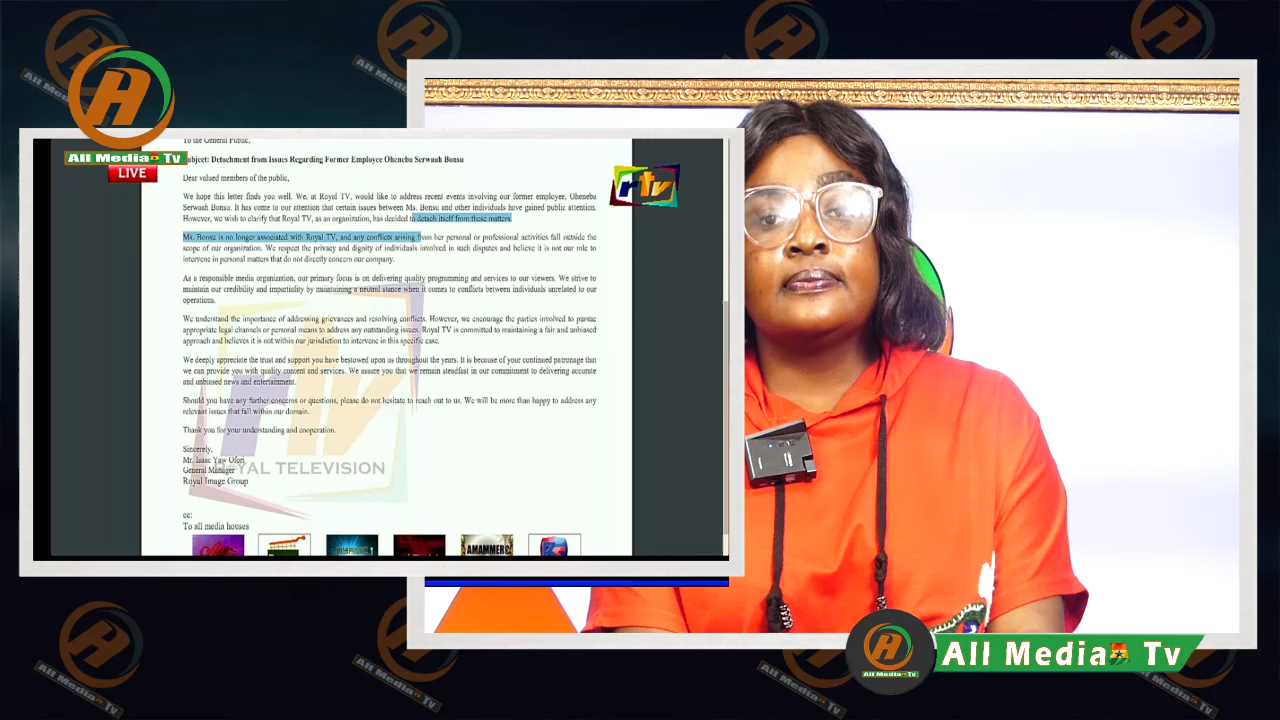 All Media Tv
LIVE
To the General Public,
Subject: Detachment from Issues Regarding Former Employee Oheneba Serwaah Bonsu
Dear valued members of the public,
We hope this letter finds you well. We, at Royal TV, would like to address recent events involving our former employee, Oheneba
Serwaah Bonsu. It has come to our attention that certain issues between Ms. Bonsu and other individuals have gained public attention.
However, we wish to clarify that Royal TV, as an organization, has decided to detach itself from these matters.
Ms. Bonsu is no longer associated with Royal TV, and any conflicts arising from her personal or professional activities fall outside the
scope of our organization. We respect the privacy and dignity of individuals involved in such disputes and believe it is not our role to
intervene in personal matters that do not directly concern our company.
As a responsible media organization, our primary focus is on delivering quality programming and services to our viewers. We strive to
maintain our credibility and impartiality by maintaining a neutral stance when it comes to conflicts between individuals unrelated to our
operations.
We understand the importance of addressing grievances and resolving conflicts. However, we encourage the parties involved to pursue
appropriate legal channels or personal means to address any outstanding issues. Royal TV is committed to maintaining a fair and unbiased
approach and believes it is not within our jurisdiction to intervene in this specific case.
We deeply appreciate the trust and support you have bestowed upon us throughout the years. It is because of your continued patronage that
we can provide you with quality content and services. We assure you that we remain steadfast in our commitment to delivering accurate
and unbiased news and entertainment.
Should you have any further concerns or questions, please do not hesitate to reach out to us. We will be more than happy to address any
relevant issues that fall within our domain.
Thank you for your understanding and cooperation.
Sincerely,
Mr. Isaac Yaw Ofori
General Manager
Royal Image Group
ROYAL TELEVISION
cc:
To all media houses
AMAMMERE
rtv
All Media Tv
All Media Tv